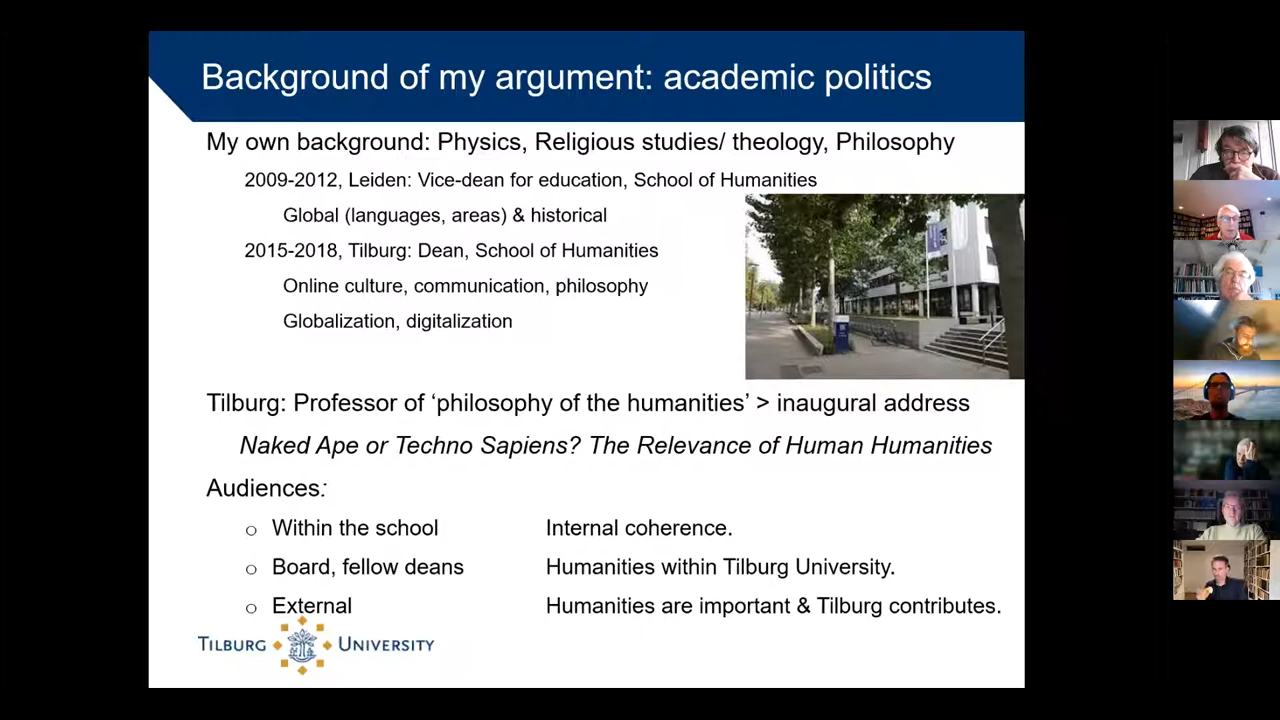 Background of my argument: academic politics
My own background: Physics, Religious studies/ theology, Philosophy
2009-2012, Leiden: Vice-dean for education, School of Humanities
Global (languages, areas) & historical
2015-2018, Tilburg: Dean, School of Humanities
Online culture, communication, philosophy
Globalization, digitalization
Tilburg: Professor of ‘philosophy of the humanities’ > inaugural address
Naked Ape or Techno Sapiens? The Relevance of Human Humanities
Audiences:
Within the school Internal coherence.
Board, fellow deans Humanities within Tilburg University.
External Humanities are important & Tilburg contributes.
TILBURG UNIVERSITY